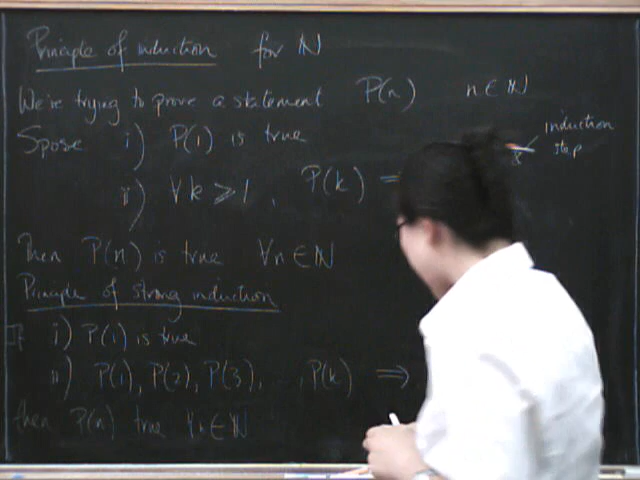 Principle of induction for ℕ
We're trying to prove a statement P(n) n ∈ ℕ
Spose i) P(1) is true
induction step
ii) ∀k ≥ 1, P(k) =
Then P(n) is true ∀n ∈ ℕ
Principle of strong induction
If i) P(1) is true
ii) P(1), P(2), P(3), ..., P(k) ⇒
then P(n) true ∀n ∈ ℕ